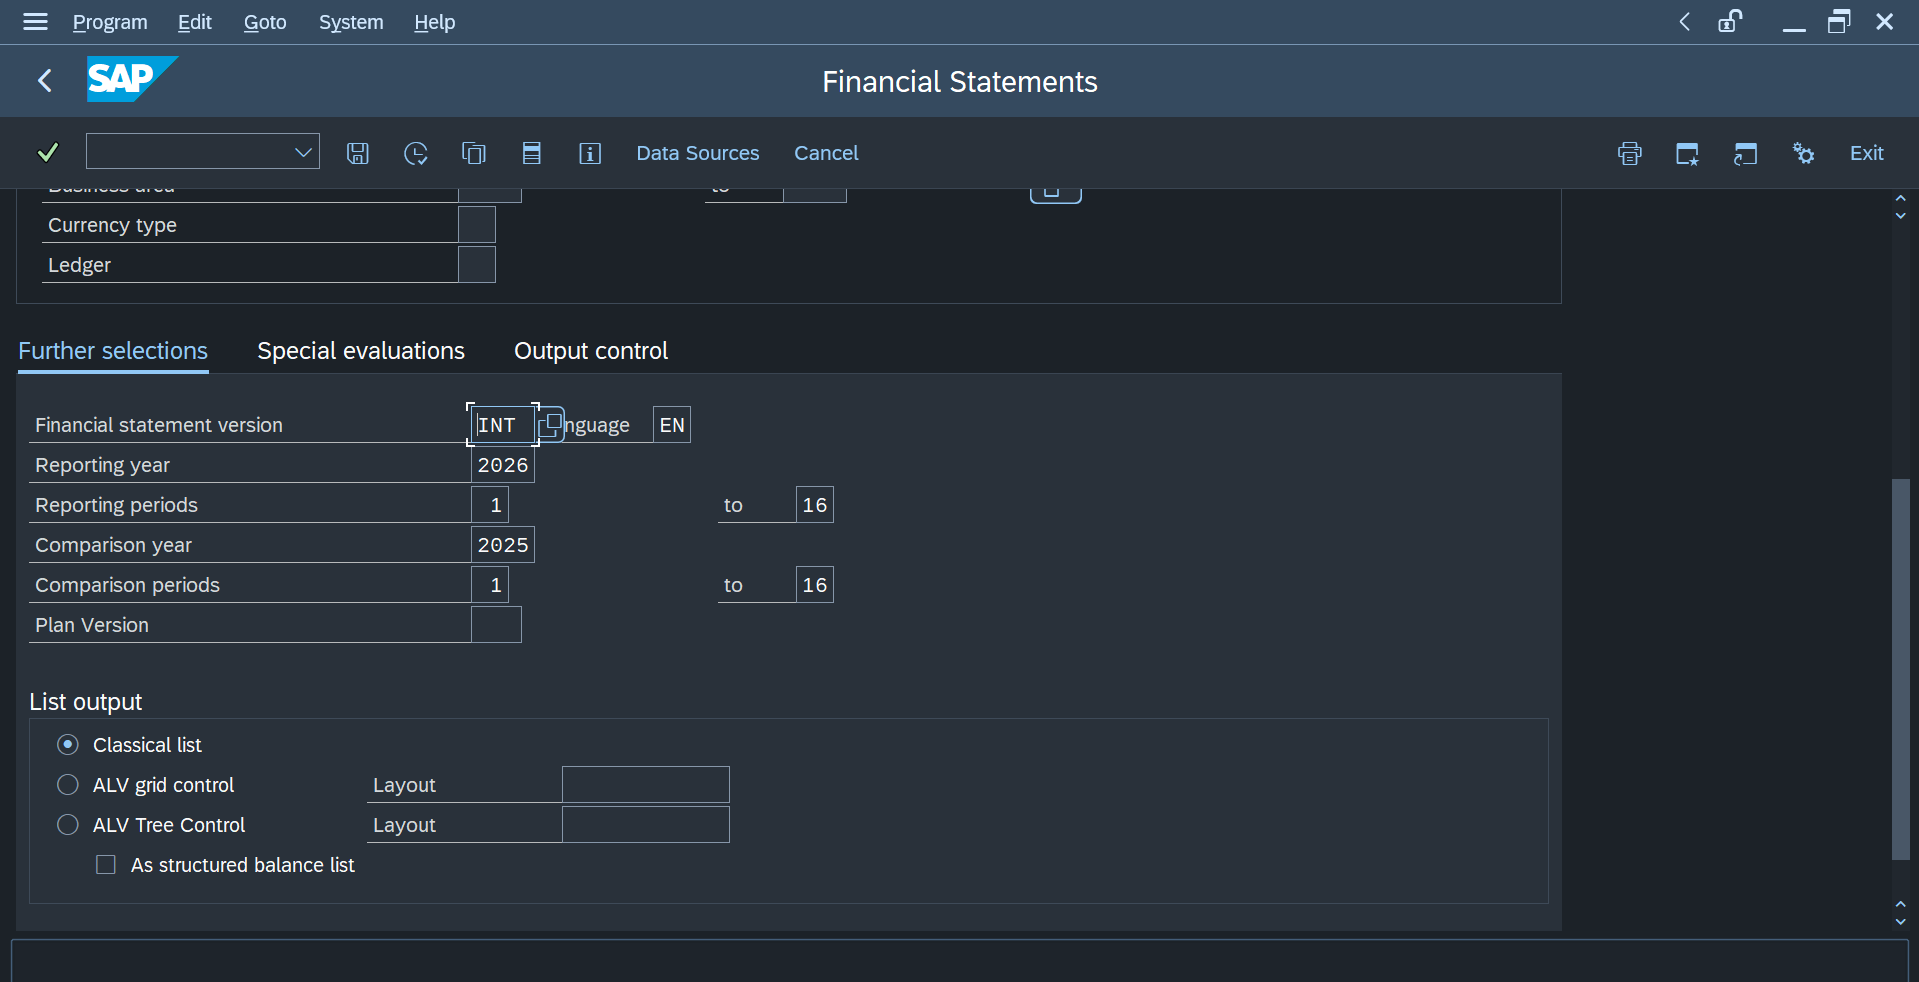 Program Edit Goto System Help
SAP Financial Statements
Data Sources Cancel Exit
Business area to
Currency type
Ledger
Further selections Special evaluations Output control
Financial statement version INT nguage EN
Reporting year 2026
Reporting periods 1 to 16
Comparison year 2025
Comparison periods 1 to 16
Plan Version
List output
Classical list
ALV grid control Layout
ALV Tree Control Layout
As structured balance list